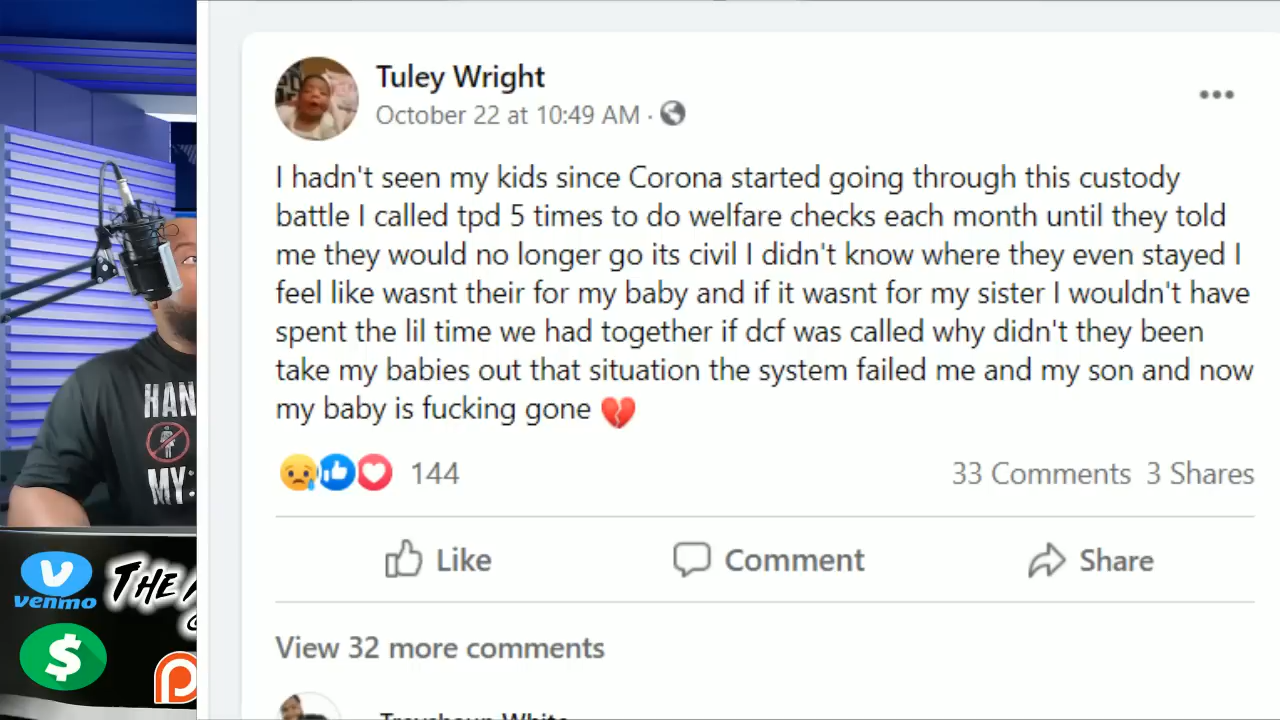 Tuley Wright
October 22 at 10:49 AM ·
I hadn't seen my kids since Corona started going through this custody
battle I called tpd 5 times to do welfare checks each month until they told
me they would no longer go its civil I didn't know where they even stayed I
feel like wasnt their for my baby and if it wasnt for my sister I wouldn't have
spent the lil time we had together if dcf was called why didn't they been
take my babies out that situation the system failed me and my son and now
my baby is fucking gone 💔
144
33 Comments 3 Shares
Like
Comment
Share
View 32 more comments
HAN
MY
venmo
THE